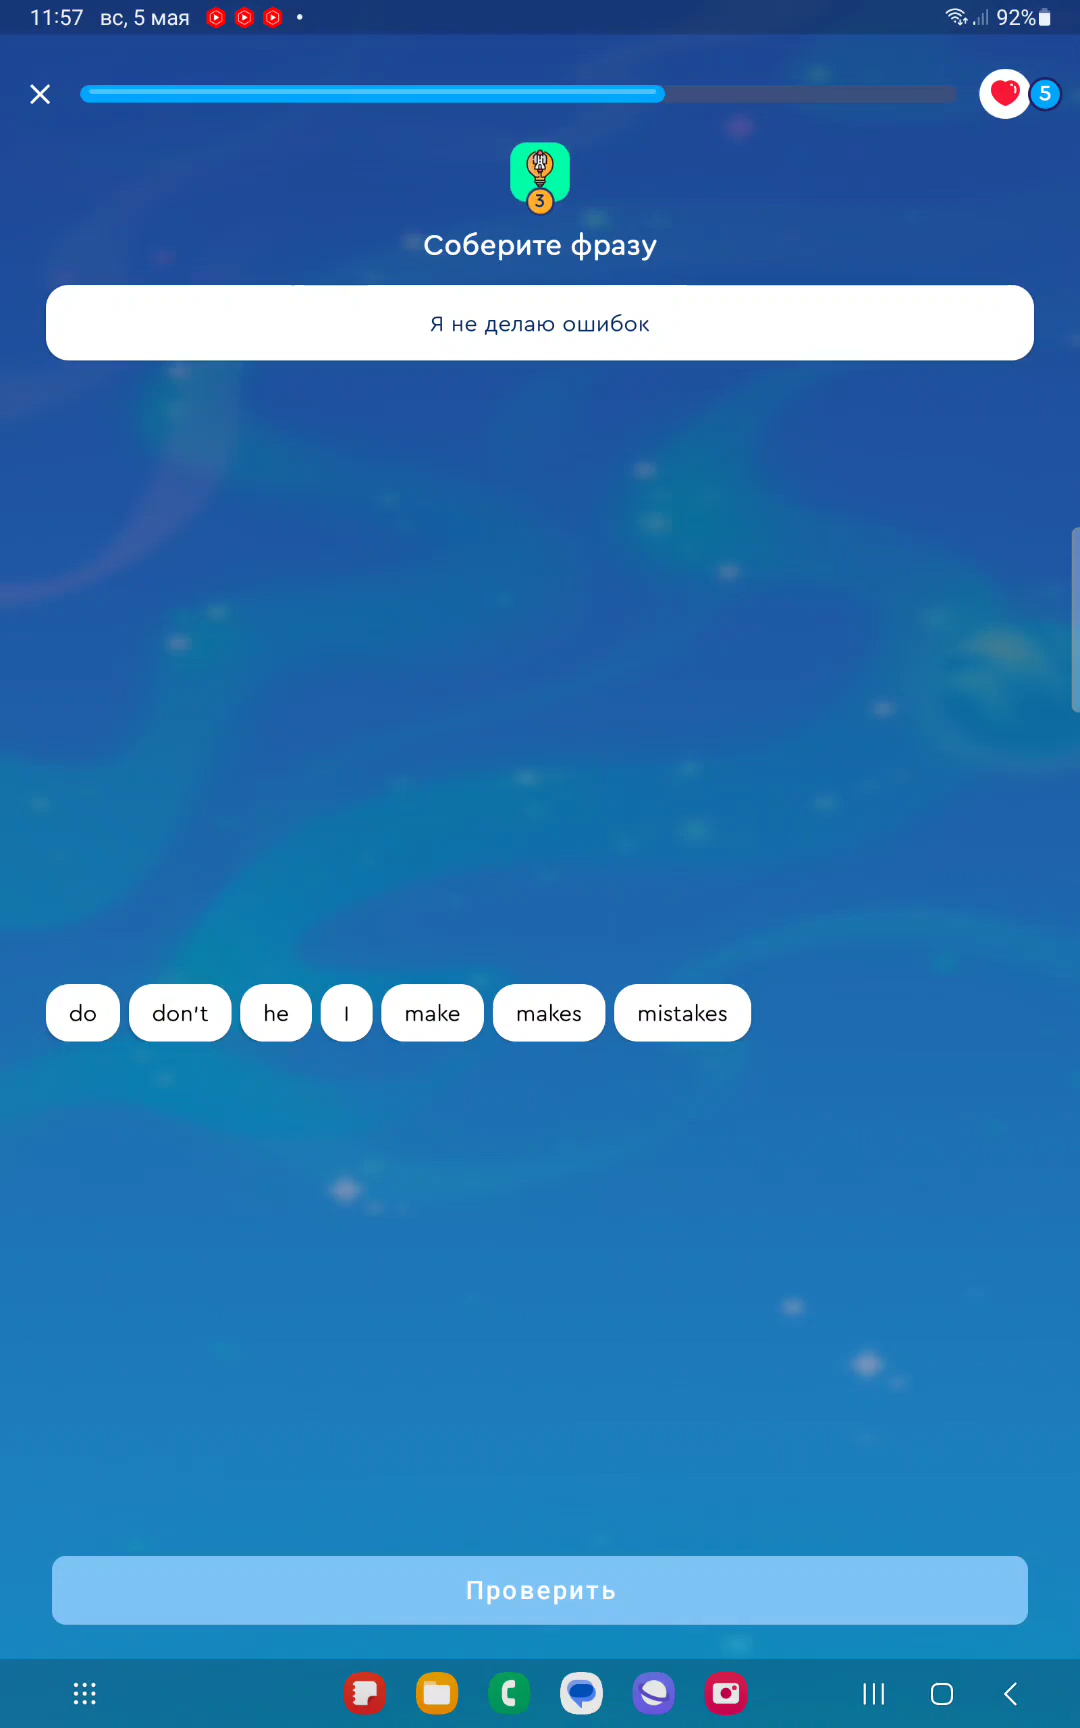 11:57 вс, 5 мая 92%
5
3
Соберите фразу
Я не делаю ошибок
do don't he I make makes mistakes
Проверить